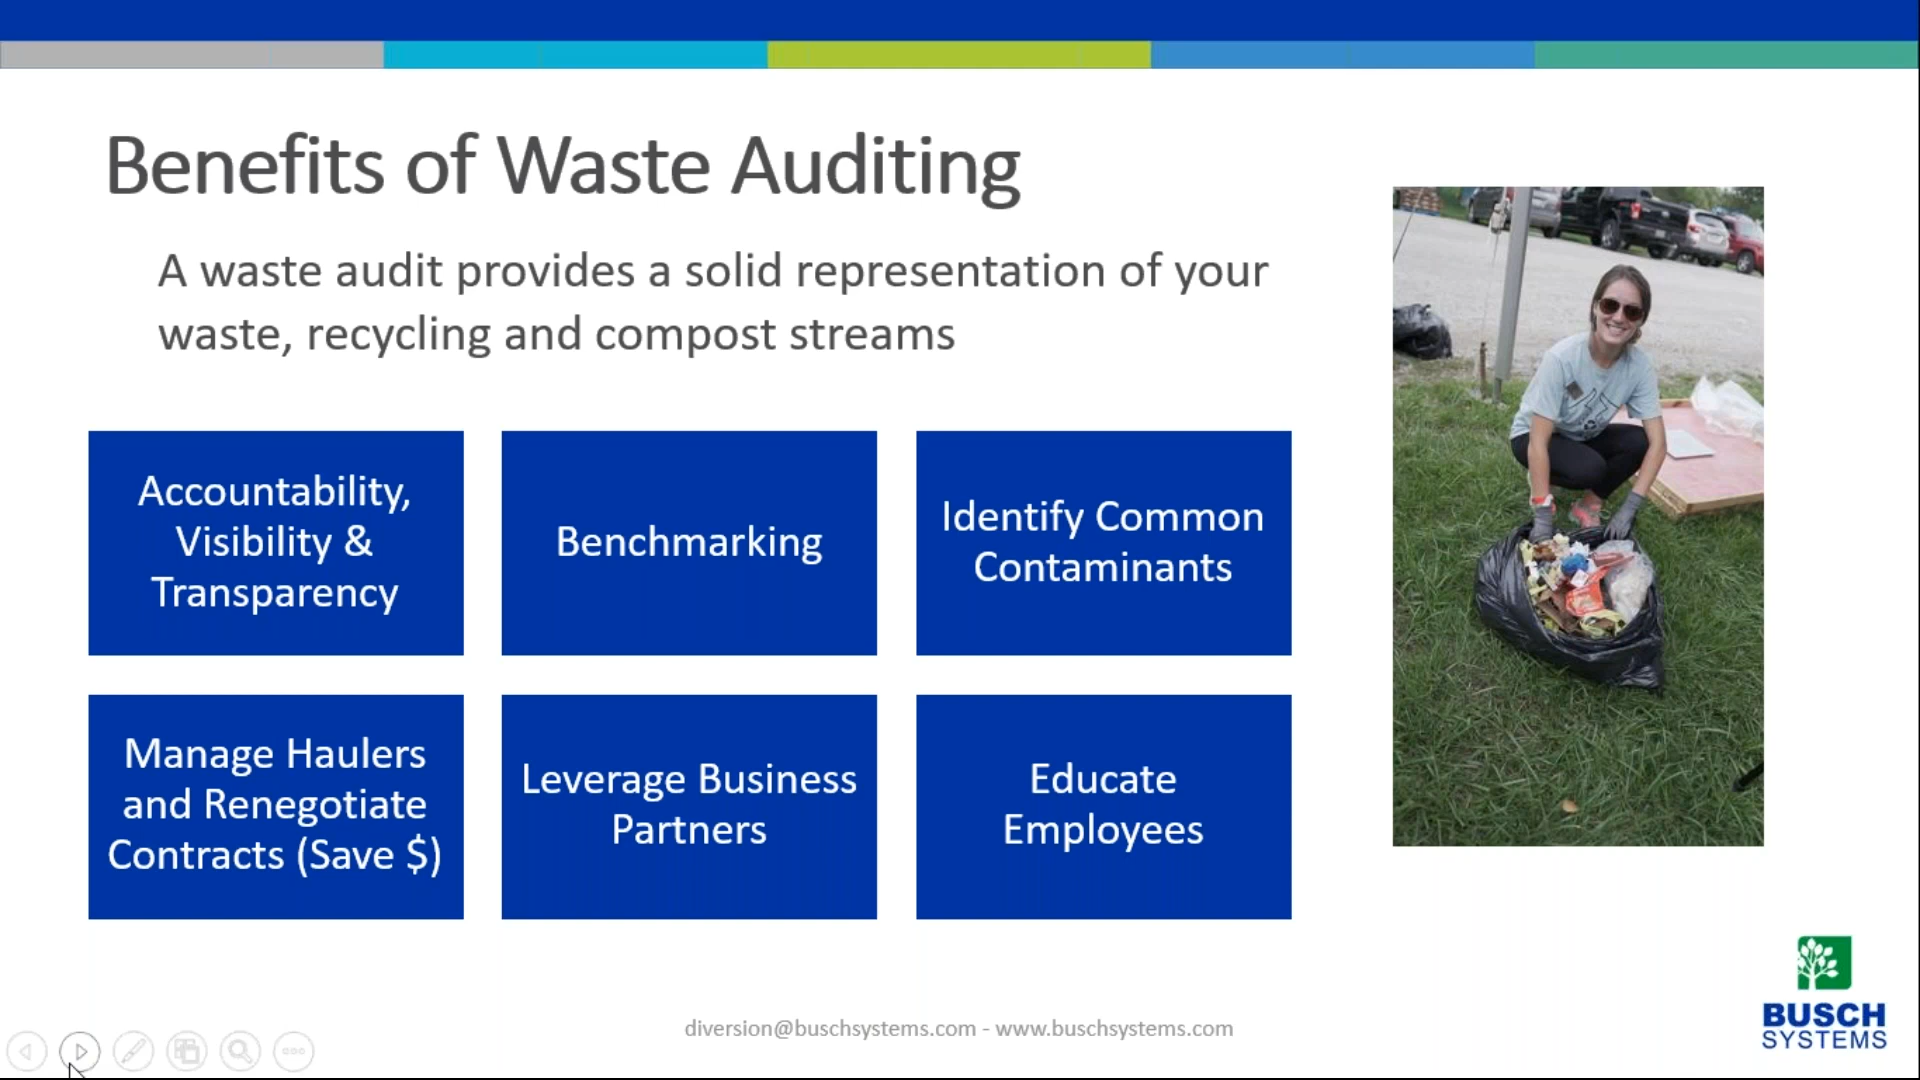 Benefits of Waste Auditing
A waste audit provides a solid representation of your
waste, recycling and compost streams
Accountability,
Visibility &
Transparency
Benchmarking
Identify Common
Contaminants
Manage Haulers
and Renegotiate
Contracts (Save $)
Leverage Business
Partners
Educate
Employees
diversion@buschsystems.com - www.buschsystems.com
BUSCH
SYSTEMS